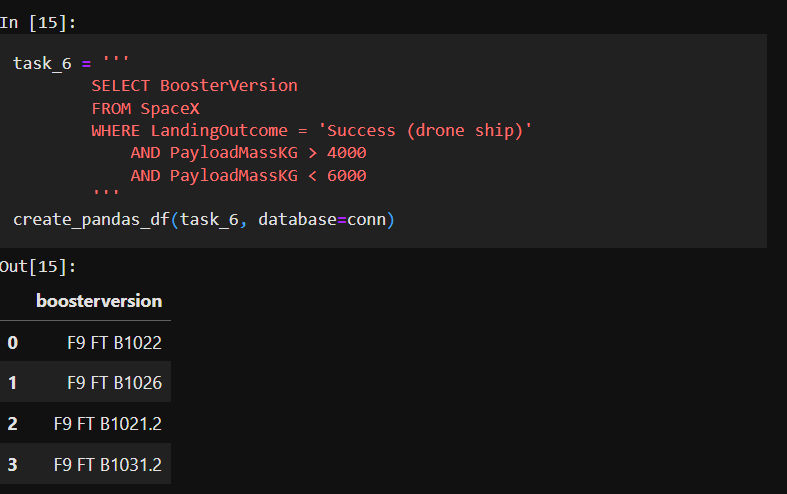 In [15]:
task_6 = '''
SELECT BoosterVersion
FROM SpaceX
WHERE LandingOutcome = 'Success (drone ship)'
AND PayloadMassKG > 4000
AND PayloadMassKG < 6000
'''
create_pandas_df(task_6, database=conn)
Out[15]:
boosterversion
0 F9 FT B1022
1 F9 FT B1026
2 F9 FT B1021.2
3 F9 FT B1031.2